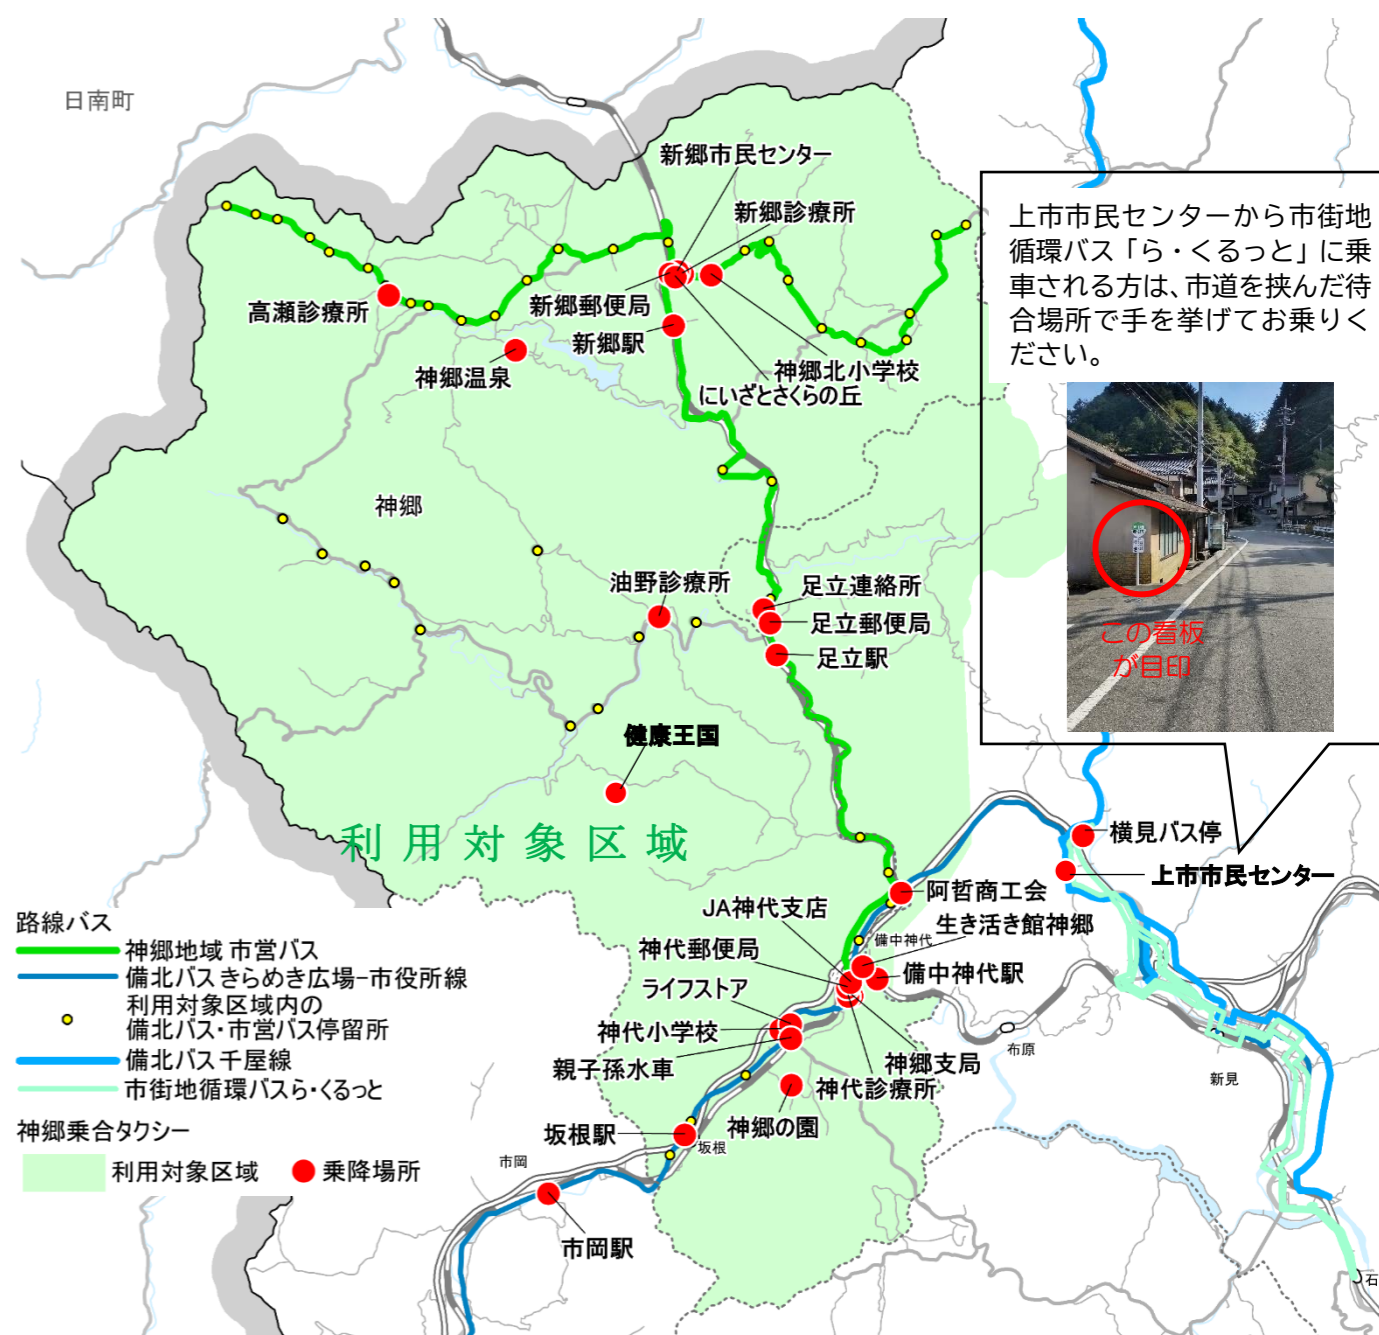 日南町
新郷市民センター
新郷診療所
上市市民センターから市街地
循環バス「ら・くるっと」に乗
車される方は、市道を挟んだ待
合場所で手を挙げてお乗りく
ださい。
高瀬診療所
新郷郵便局
新郷駅
神郷温泉
神郷北小学校
にいざとさくらの丘
神郷
油野診療所
足立連絡所
足立郵便局
足立駅
この看板
が目印
健康王国
利用対象区域
横見バス停
上市市民センター
阿哲商工会
JA神代支店
生き活き館神郷
備中神代
神代郵便局
備中神代駅
ライフストア
神代小学校
親子孫水車
神郷支局
神代診療所
布原
新見
神郷の園
坂根駅
坂根
市岡
市岡駅
石
路線バス
神郷地域 市営バス
備北バス きらめき広場−市役所線
利用対象区域内の
備北バス・市営バス停留所
備北バス千屋線
市街地循環バスら・くるっと
神郷乗合タクシー
利用対象区域
乗降場所